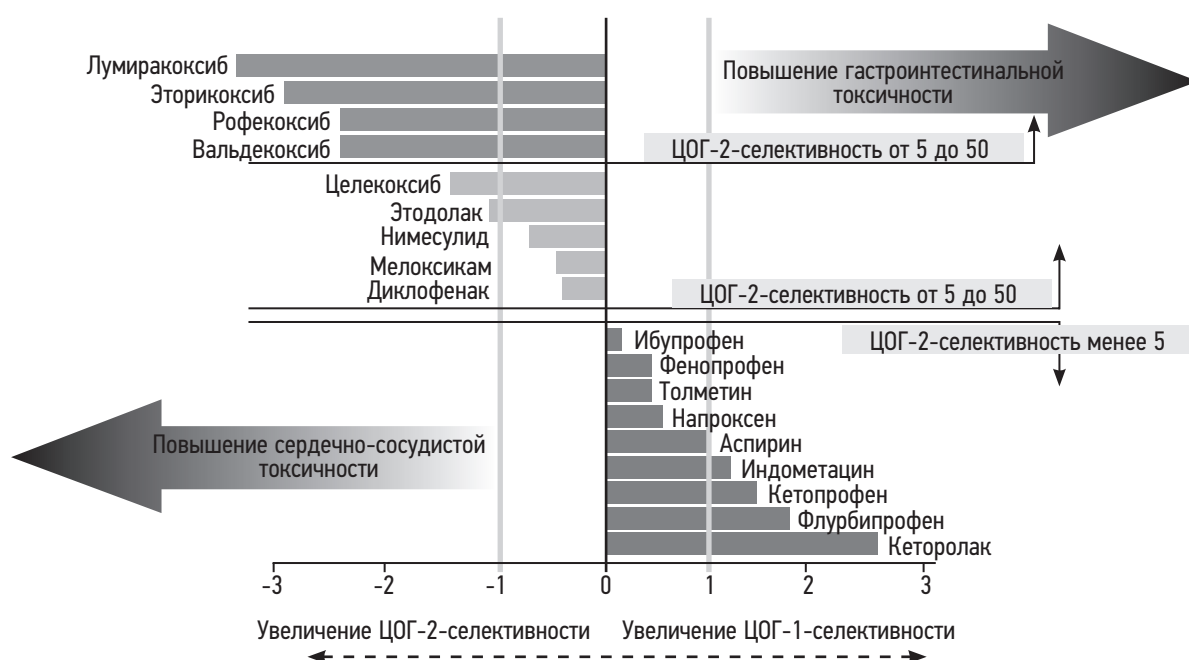 Лумиракоксиб
Повышение гастроинтестинальной
токсичности
Эторикоксиб
Рофекоксиб
Вальдекоксиб
ЦОГ-2-селективность от 5 до 50
Целекоксиб
Этодолак
Нимесулид
Мелоксикам
Диклофенак
ЦОГ-2-селективность от 5 до 50
Ибупрофен
ЦОГ-2-селективность менее 5
Фенопрофен
Толметин
Напроксен
Аспирин
Повышение сердечно-сосудистой
токсичности
Индометацин
Кетопрофен
Флурбипрофен
Кеторолак
-3 -2 -1 0 1 2 3
Увеличение ЦОГ-2-селективности Увеличение ЦОГ-1-селективности